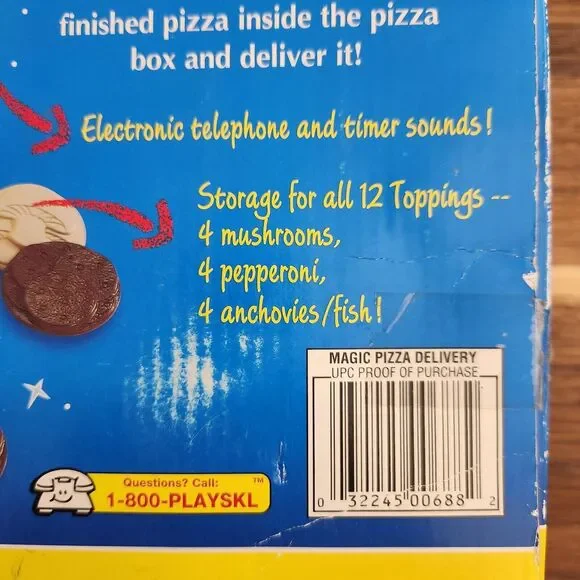 finished pizza inside the pizza
box and deliver it!
Electronic telephone and timer sounds!
Storage for all 12 Toppings --
4 mushrooms,
4 pepperoni,
4 anchovies/fish!
MAGIC PIZZA DELIVERY
UPC PROOF OF PURCHASE
0 32245 00688 2
Questions? Call: ™
1-800-PLAYSKL